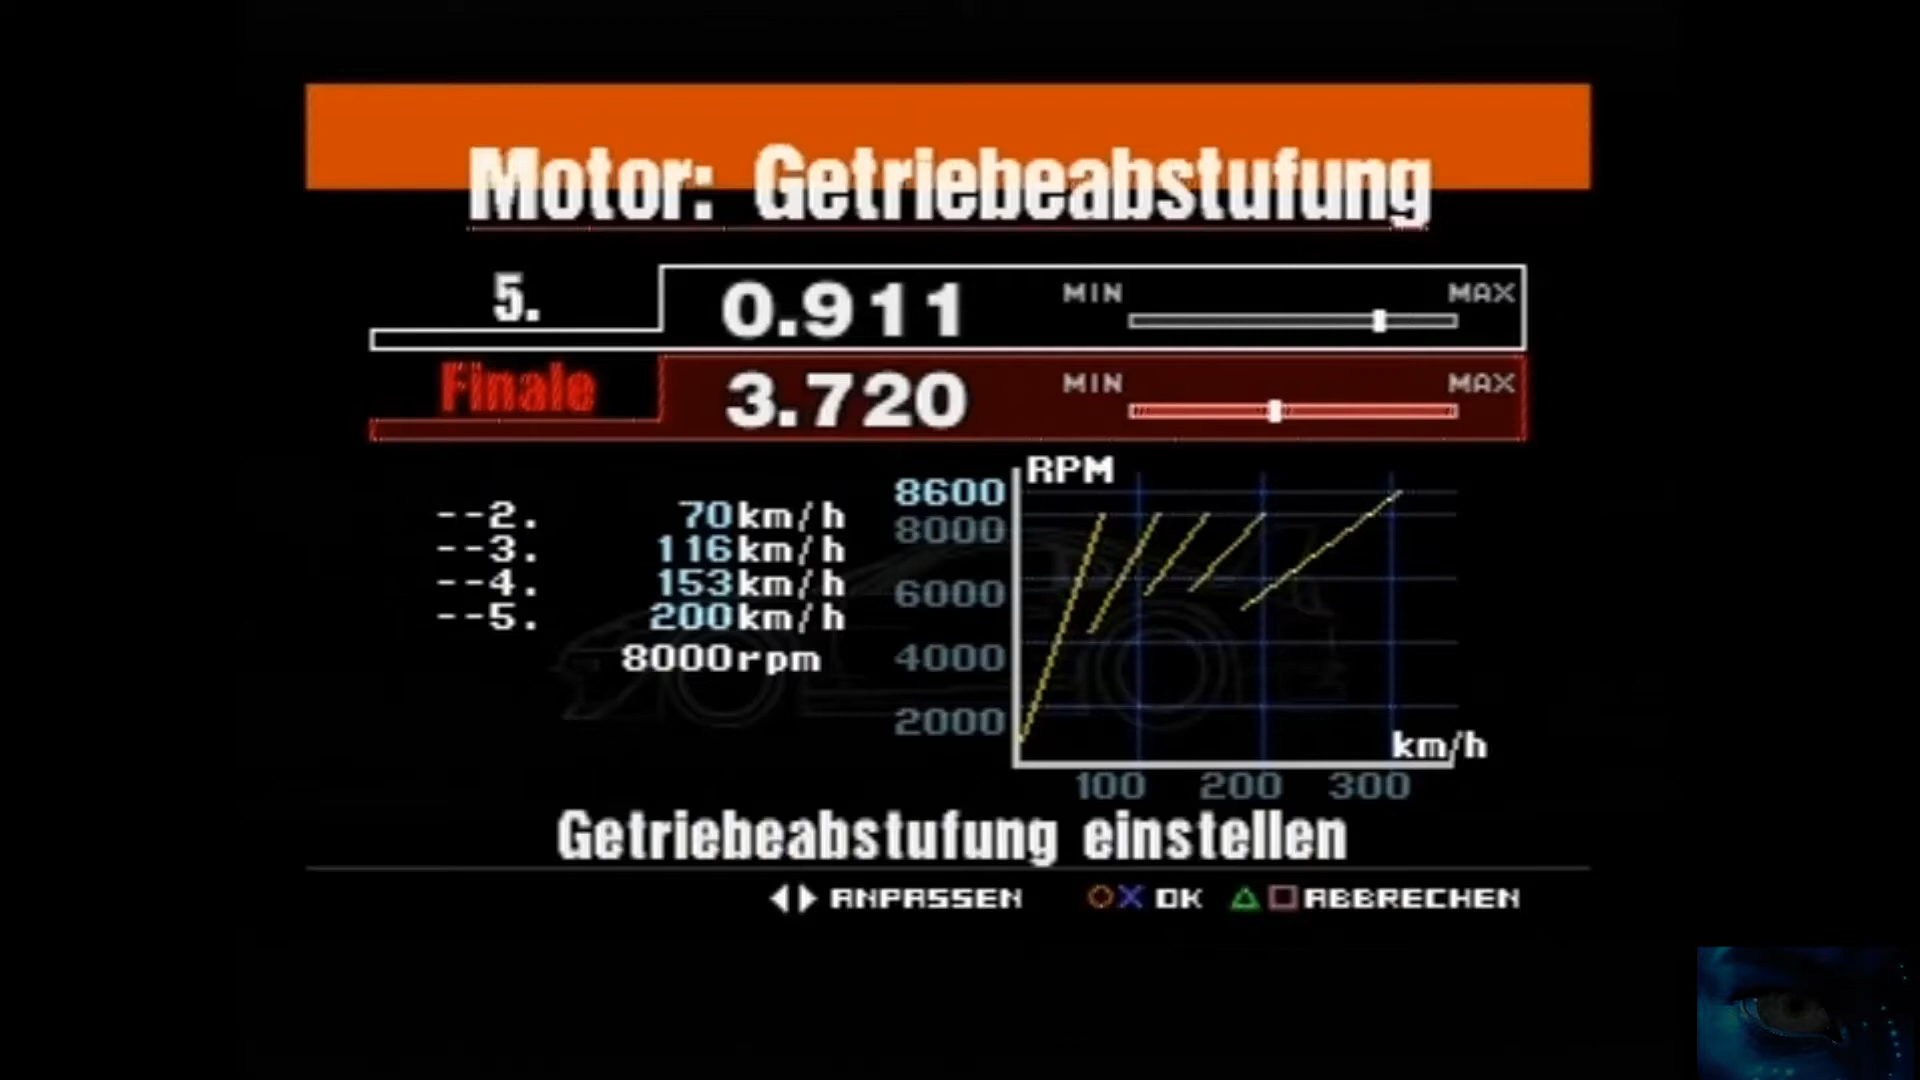 Motor: Getriebeabstufung
5. 0.911 MIN MAX
Finale 3.720 MIN MAX
--2. 70km/h
--3. 116km/h
--4. 153km/h
--5. 200km/h
8000rpm
RPM
8600
8000
6000
4000
2000
km/h
100 200 300
Getriebeabstufung einstellen
ANPASSEN OK ABBRECHEN